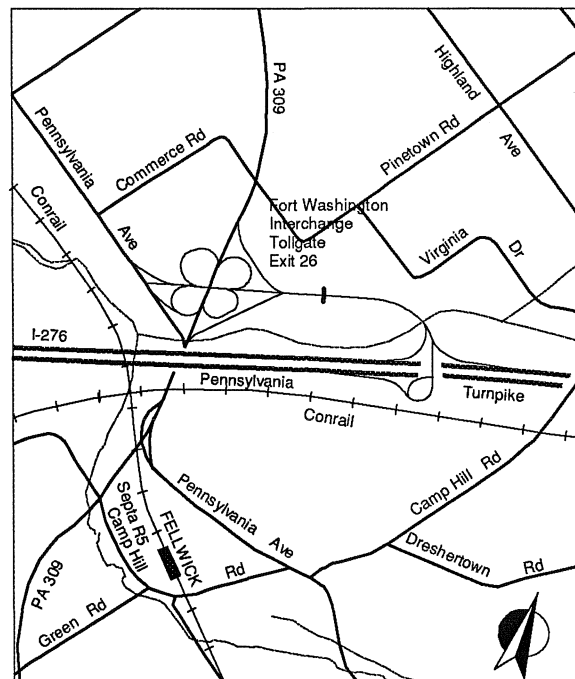 Highland
Ave
PA 309
Pennsylvania
Ave
Commerce Rd
Pinetown Rd
Conrail
Fort Washington
Interchange
Tollgate
Exit 26
Virginia
Dr
I-276
Pennsylvania
Turnpike
Conrail
Camp Hill Rd
Pennsylvania
Ave
Septa R5
Camp Hill
FELLWICK
Rd
Dreshertown Rd
PA 309
Green Rd